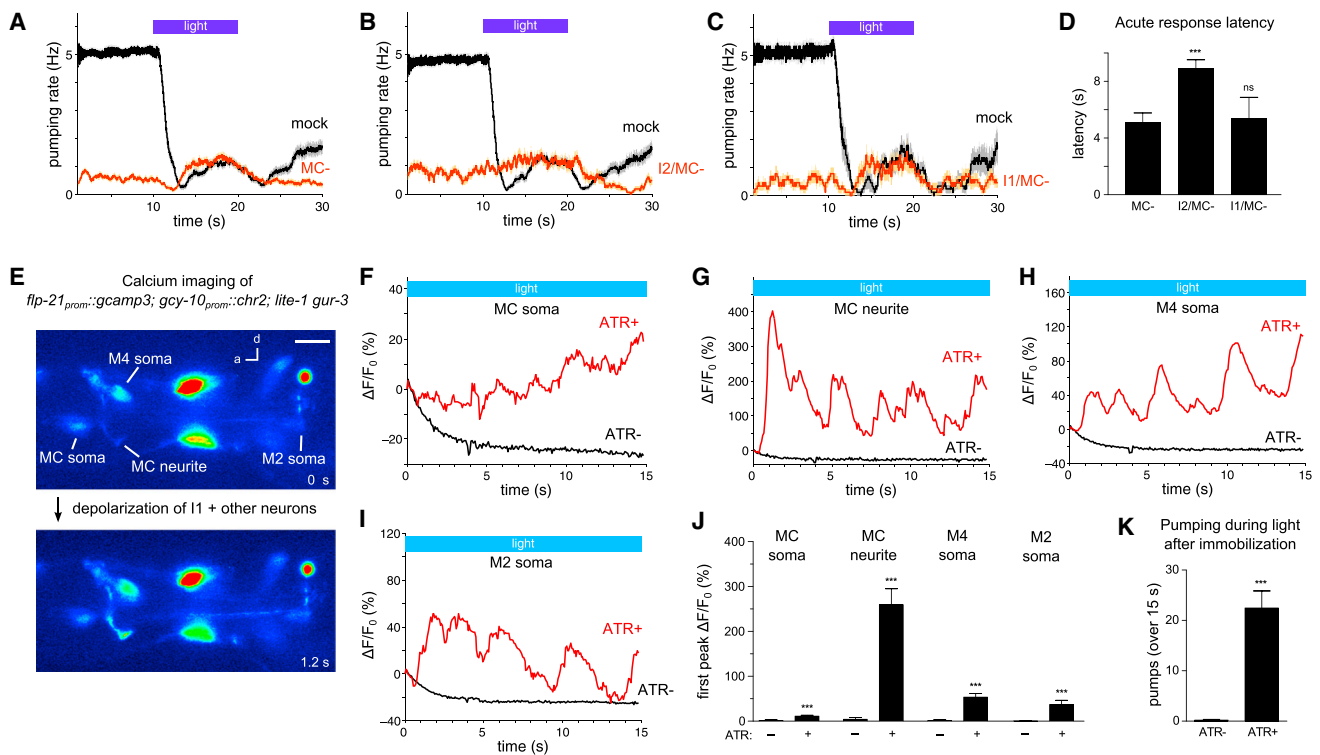 A
light
5
0
pumping rate (Hz)
mock
MC-
0
10
20
30
time (s)
B
light
5
0
pumping rate (Hz)
mock
I2/MC-
0
10
20
30
time (s)
C
light
5
0
pumping rate (Hz)
mock
I1/MC-
0
10
20
30
time (s)
D
Acute response latency
8
4
0
latency (s)
***
ns
MC-
I2/MC-
I1/MC-
E
Calcium imaging of
flp-21prom::gcamp3; gcy-10prom::chr2; lite-1 gur-3
M4 soma
d
a
MC soma
MC neurite
M2 soma
0 s
depolarization of I1 + other neurons
1.2 s
F
light
MC soma
40
20
0
−20
ΔF/F0 (%)
ATR+
ATR-
0
5
10
15
time (s)
G
light
MC neurite
400
300
200
100
0
ΔF/F0 (%)
ATR+
ATR-
0
5
10
15
time (s)
H
light
M4 soma
160
120
80
40
0
−40
ΔF/F0 (%)
ATR+
ATR-
0
5
10
15
time (s)
I
light
M2 soma
120
80
40
0
−40
ΔF/F0 (%)
ATR+
ATR-
0
5
10
15
time (s)
J
MC
soma
MC
neurite
M4
soma
M2
soma
400
300
200
100
0
first peak ΔF/F0 (%)
***
***
***
***
ATR:
−
+
−
+
−
+
−
+
K
Pumping during light
after immobilization
30
20
10
0
pumps (over 15 s)
***
ATR-
ATR+